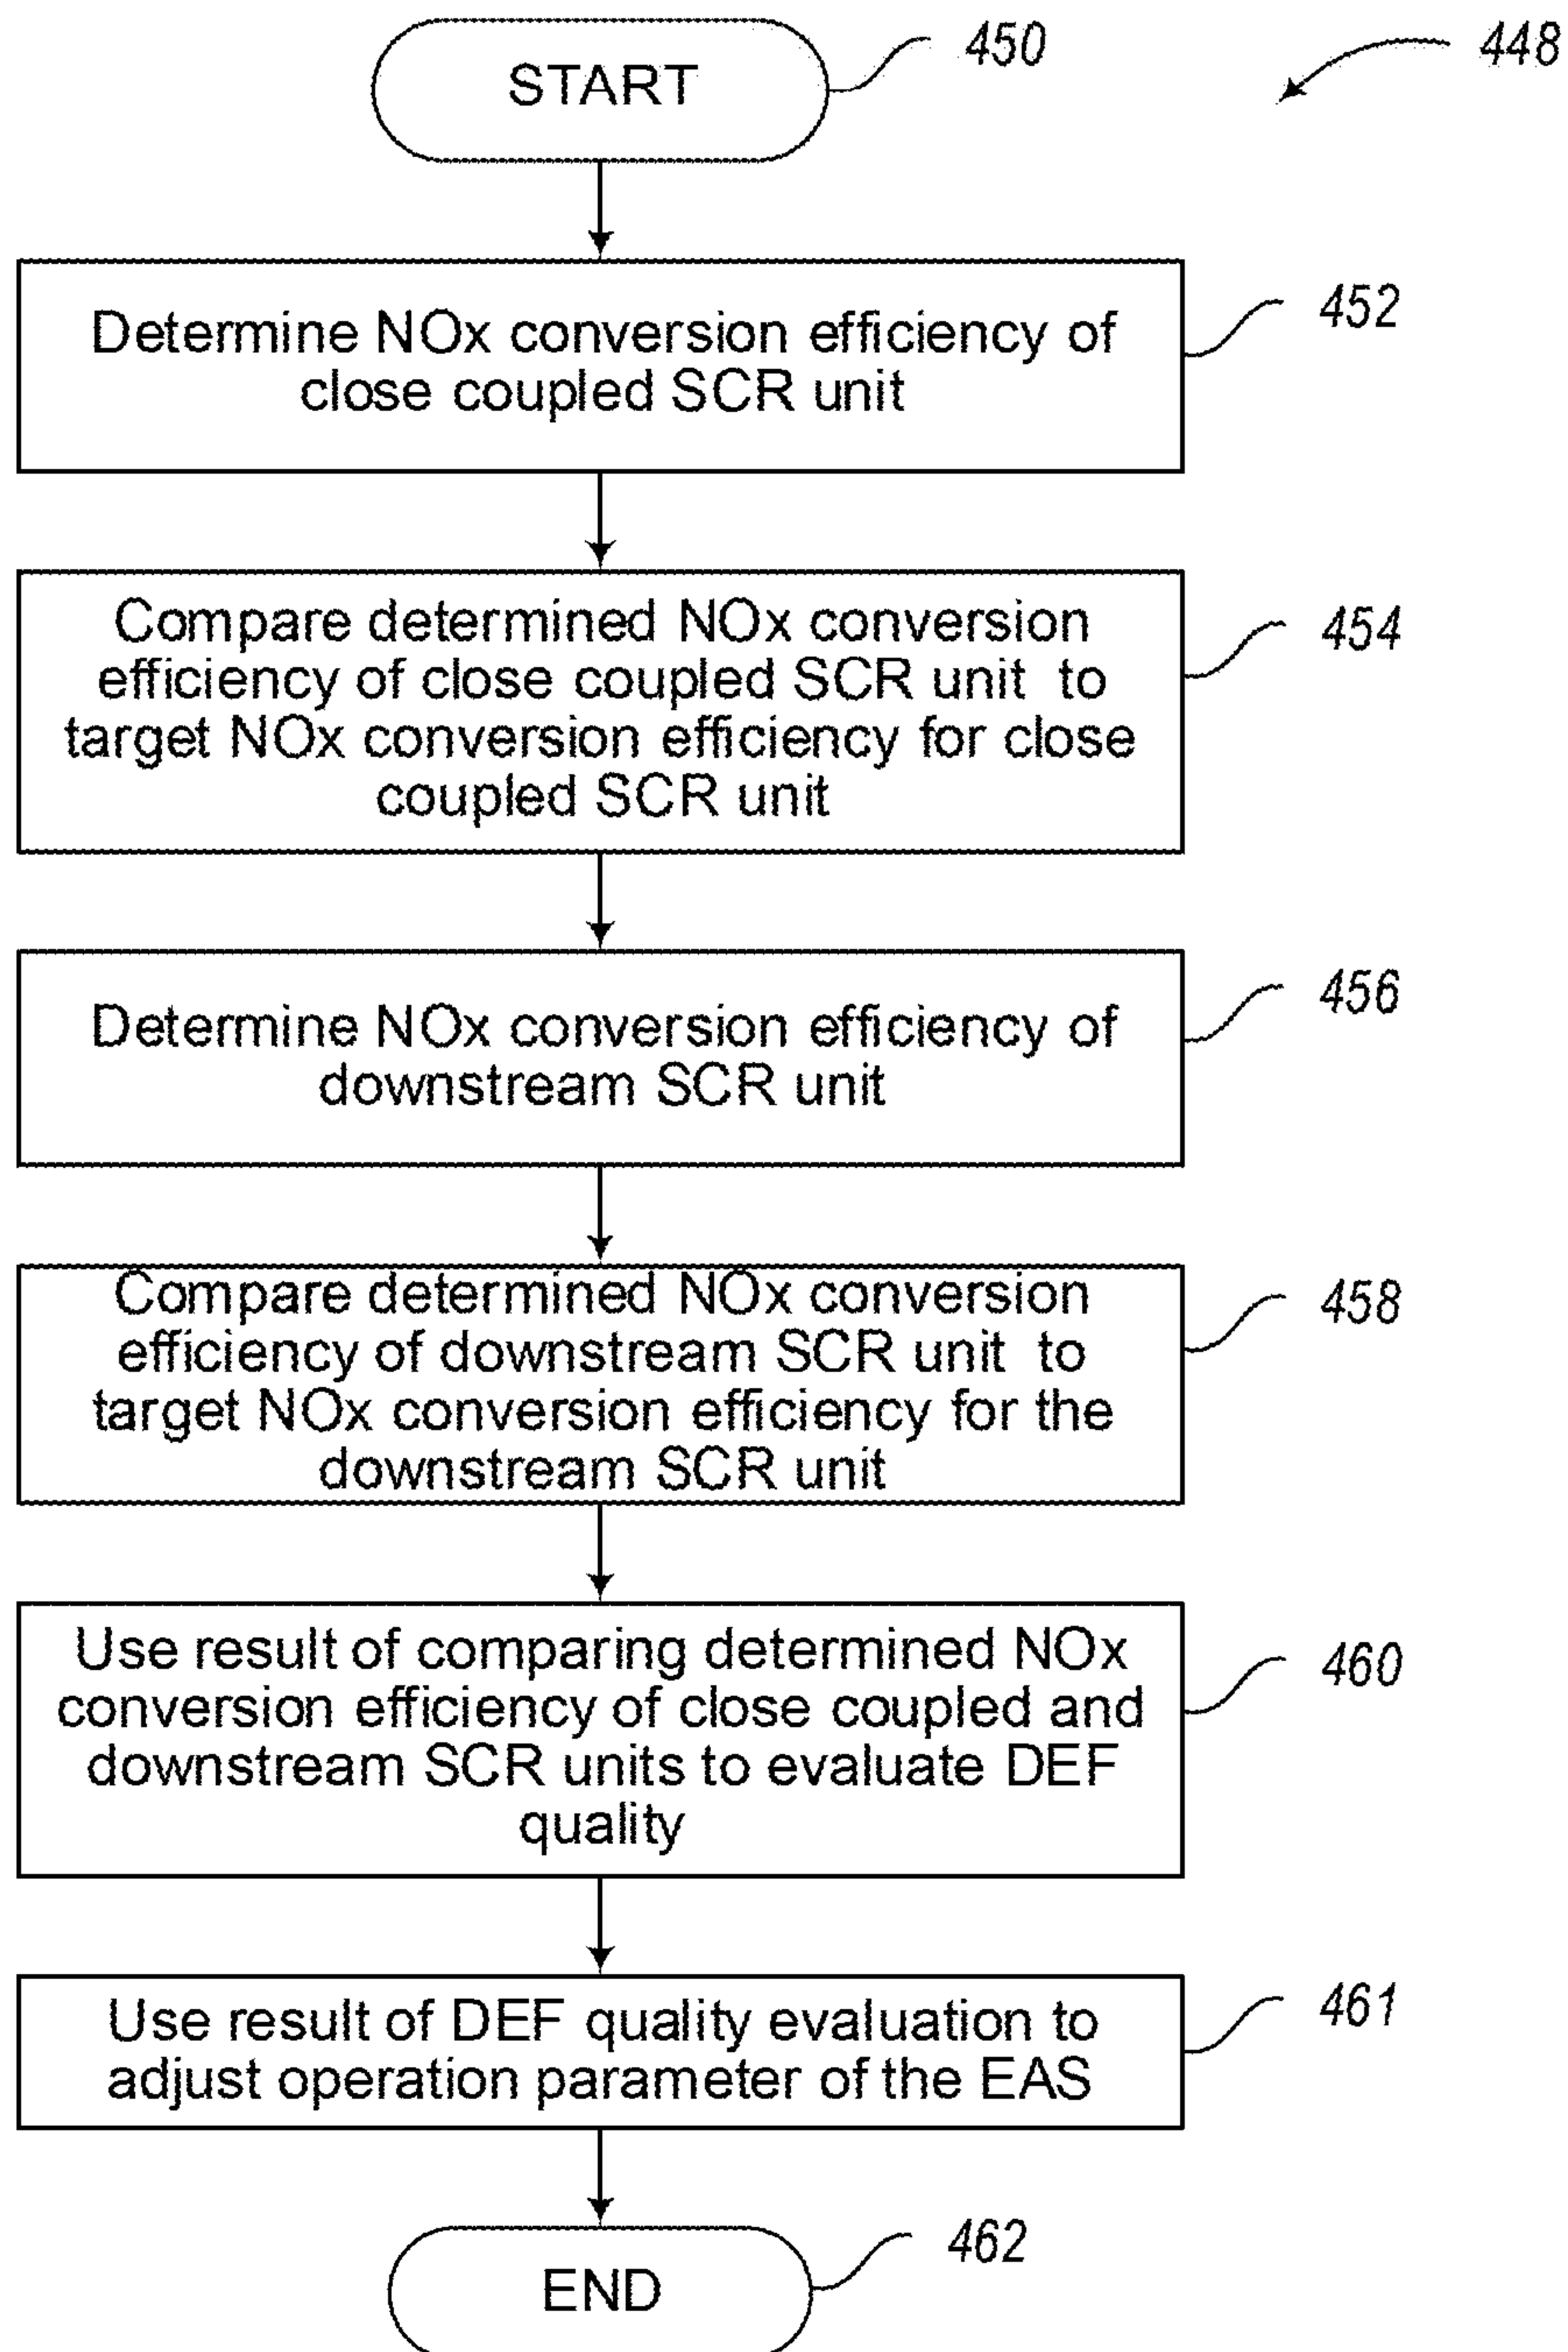 START
450
448
Determine NOx conversion efficiency of
close coupled SCR unit
452
Compare determined NOx conversion
efficiency of close coupled SCR unit to
target NOx conversion efficiency for close
coupled SCR unit
454
Determine NOx conversion efficiency of
downstream SCR unit
456
Compare determined NOx conversion
efficiency of downstream SCR unit to
target NOx conversion efficiency for the
downstream SCR unit
458
Use result of comparing determined NOx
conversion efficiency of close coupled and
downstream SCR units to evaluate DEF
quality
460
Use result of DEF quality evaluation to
adjust operation parameter of the EAS
461
END
462